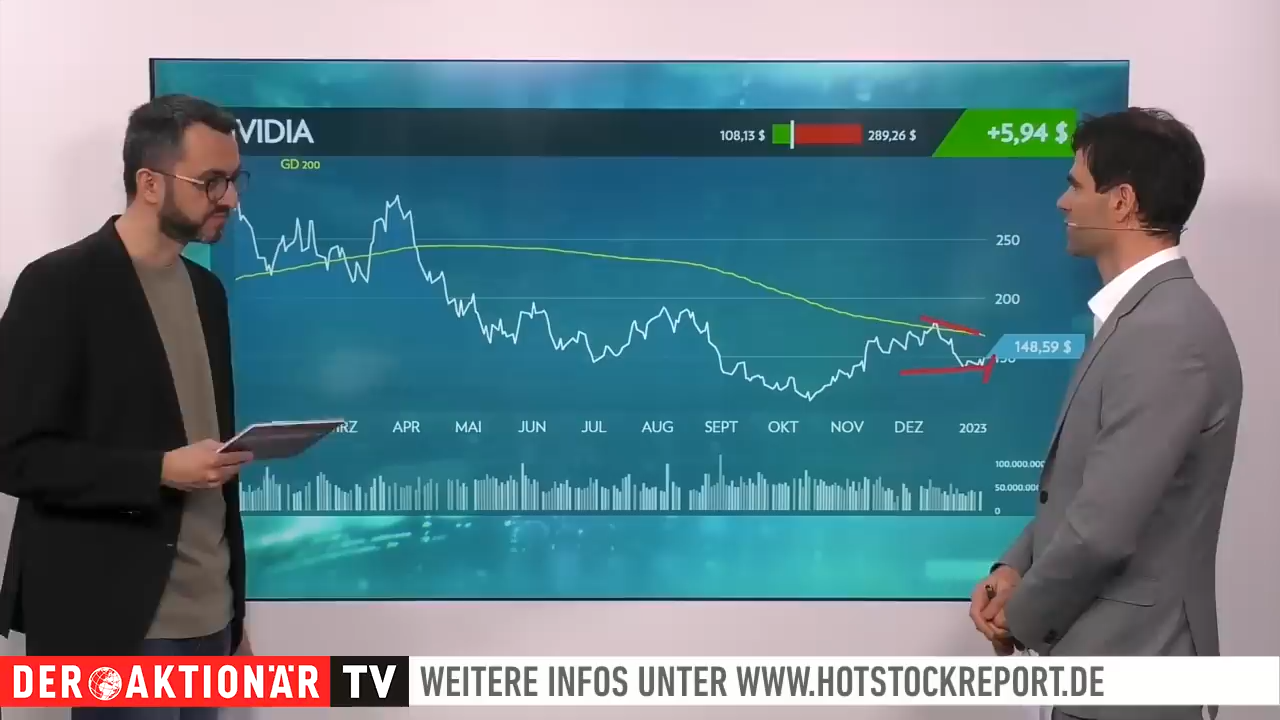 VIDIA
108,13 $ 289,26 $
+5,94 $
GD 200
250
200
148,59 $
APR MAI JUN JUL AUG SEPT OKT NOV DEZ 2023
100.000.000
50.000.000
0
DER AKTIONÄR TV
WEITERE INFOS UNTER WWW.HOTSTOCKREPORT.DE